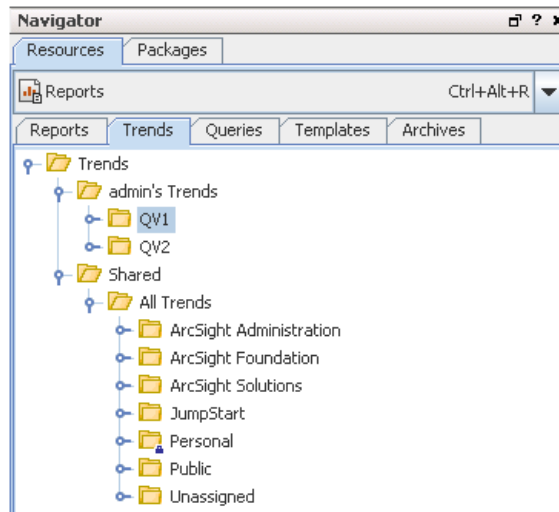 Navigator
Resources Packages
Reports Ctrl+Alt+R
Reports Trends Queries Templates Archives
Trends
admin's Trends
QV1
QV2
Shared
All Trends
ArcSight Administration
ArcSight Foundation
ArcSight Solutions
JumpStart
Personal
Public
Unassigned